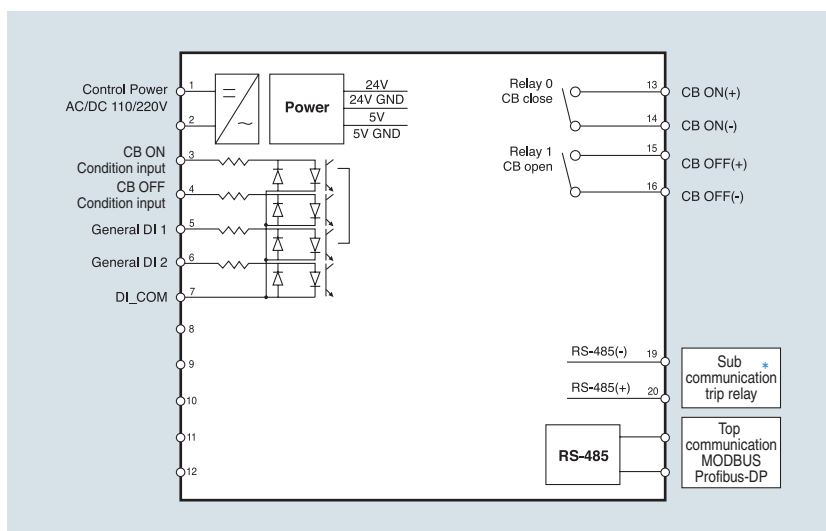 Control Power
AC/DC 110/220V
1
2
Power
24V
24V GND
5V
5V GND
CB ON
Condition input
3
CB OFF
Condition input
4
General DI 1
5
General DI 2
6
DI_COM
7
8
9
10
11
12
Relay 0
CB close
13
CB ON(+)
14
CB ON(-)
Relay 1
CB open
15
CB OFF(+)
16
CB OFF(-)
RS-485(-)
19
RS-485(+)
20
Sub *
communication
trip relay
RS-485
Top
communication
MODBUS
Profibus-DP